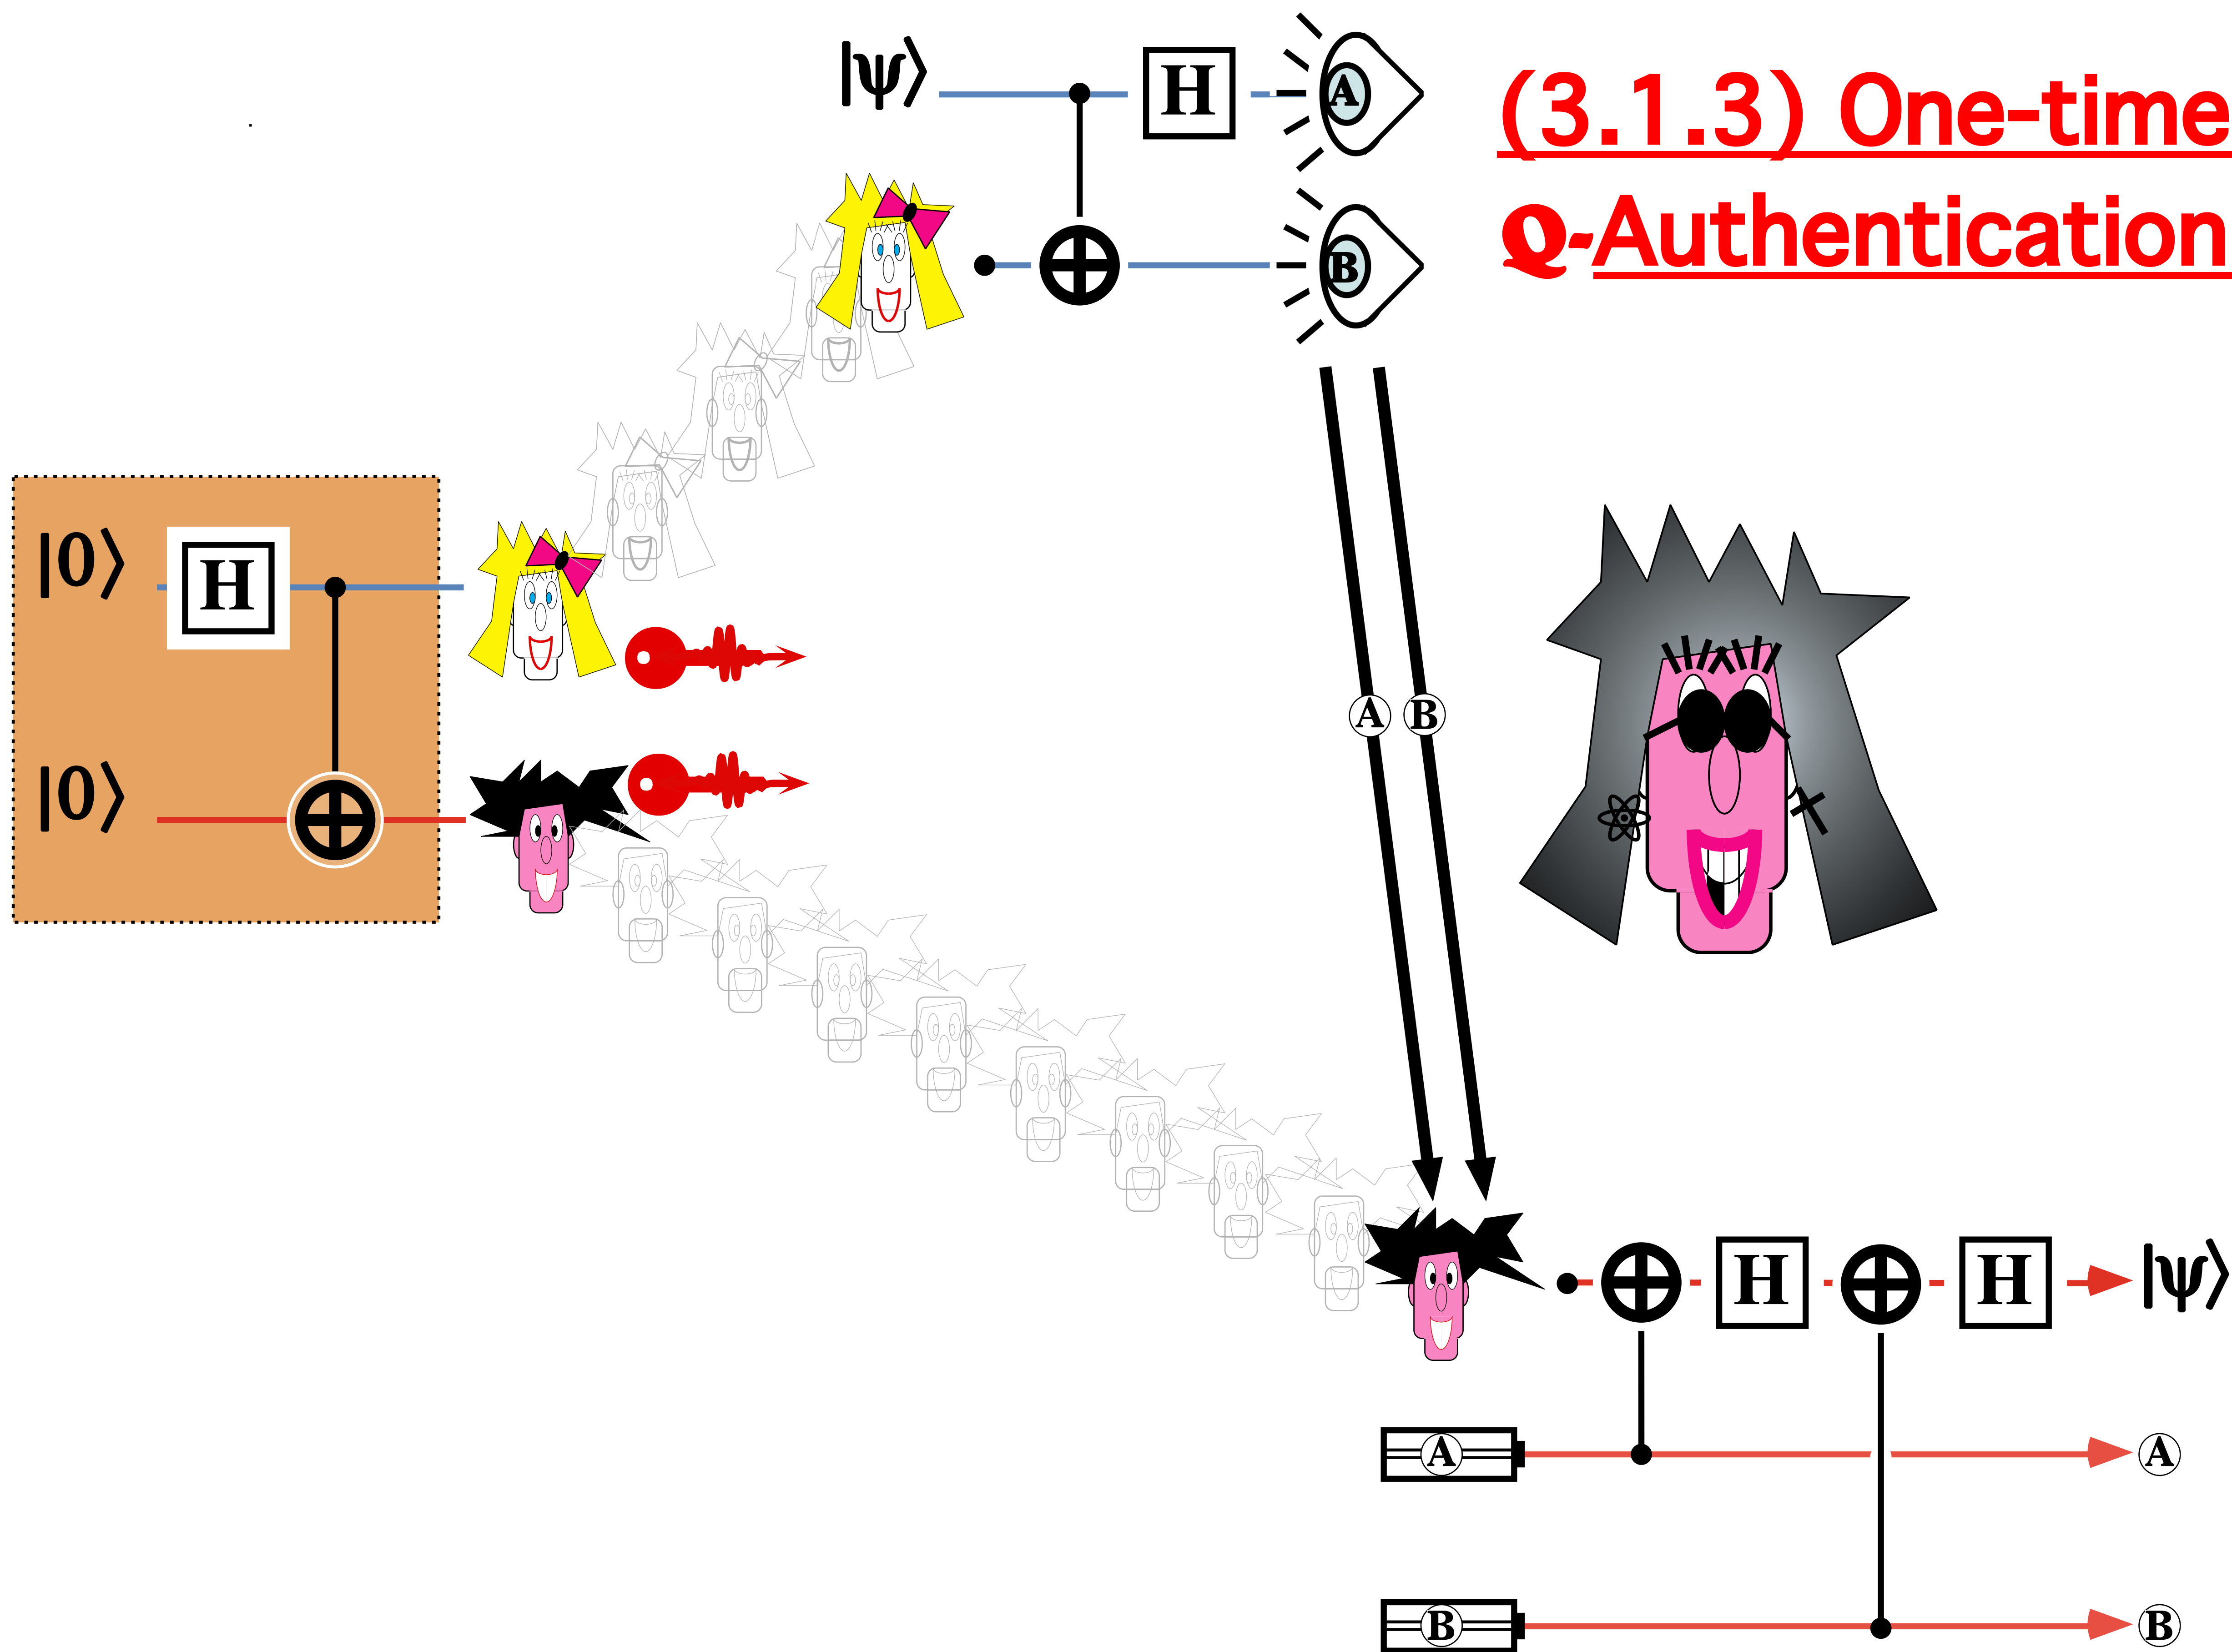 |ψ⟩
H
A
(3.1.3) One-time
Q-Authentication
B
|0⟩
H
A B
|0⟩
H H |ψ⟩
A A
B B